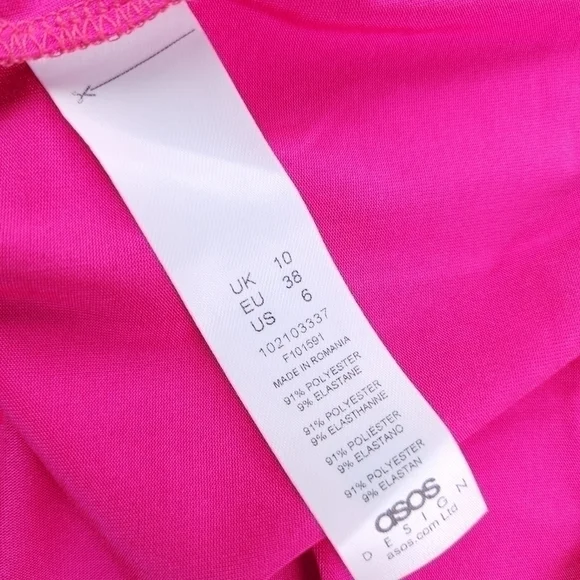 UK 10
EU 38
US 6
102103337
F101591
MADE IN ROMANIA
91% POLYESTER
9% ELASTANE
91% POLYESTER
9% ELASTHANNE
91% POLIÉSTER
9% ELASTANO
91% POLYESTER
9% ELASTAN
asos
DESIGN
asos.com Ltd